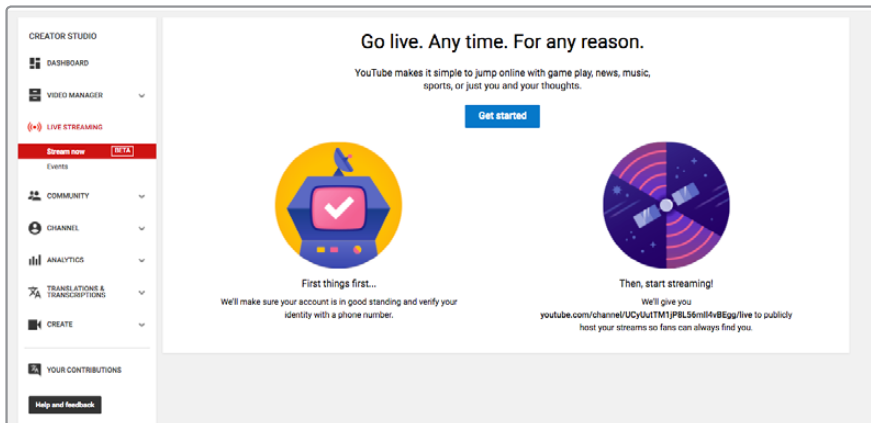 CREATOR STUDIO
DASHBOARD
VIDEO MANAGER
LIVE STREAMING
Stream now BETA
Events
COMMUNITY
CHANNEL
ANALYTICS
TRANSLATIONS &
TRANSCRIPTIONS
CREATE
YOUR CONTRIBUTIONS
Help and feedback
Go live. Any time. For any reason.
YouTube makes it simple to jump online with game play, news, music,
sports, or just you and your thoughts.
Get started
First things first...
We'll make sure your account is in good standing and verify your
identity with a phone number.
Then, start streaming!
We'll give you
youtube.com/channel/UCyUutTM1jP8L56mIl4vBEgg/live to publicly
host your streams so fans can always find you.